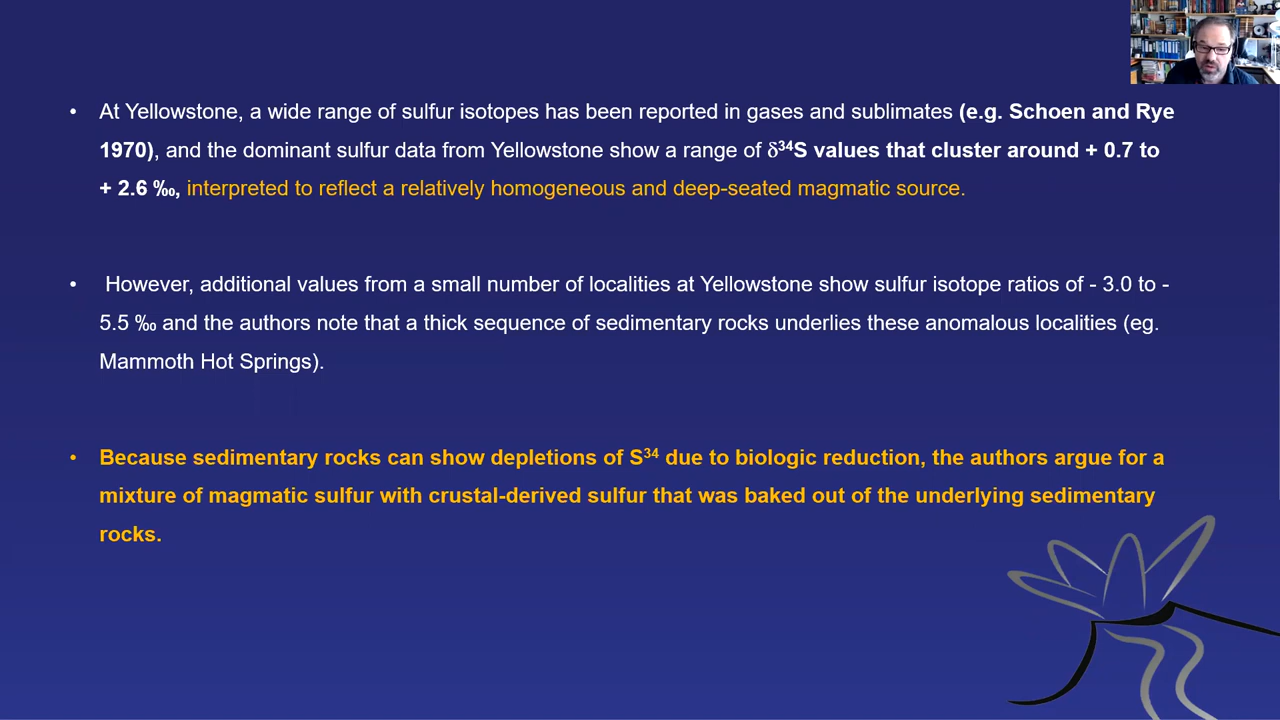 • At Yellowstone, a wide range of sulfur isotopes has been reported in gases and sublimates (e.g. Schoen and Rye
1970), and the dominant sulfur data from Yellowstone show a range of δ³⁴S values that cluster around + 0.7 to
+ 2.6 ‰, interpreted to reflect a relatively homogeneous and deep-seated magmatic source.
• However, additional values from a small number of localities at Yellowstone show sulfur isotope ratios of - 3.0 to -
5.5 ‰ and the authors note that a thick sequence of sedimentary rocks underlies these anomalous localities (eg.
Mammoth Hot Springs).
• Because sedimentary rocks can show depletions of S³⁴ due to biologic reduction, the authors argue for a
mixture of magmatic sulfur with crustal-derived sulfur that was baked out of the underlying sedimentary
rocks.